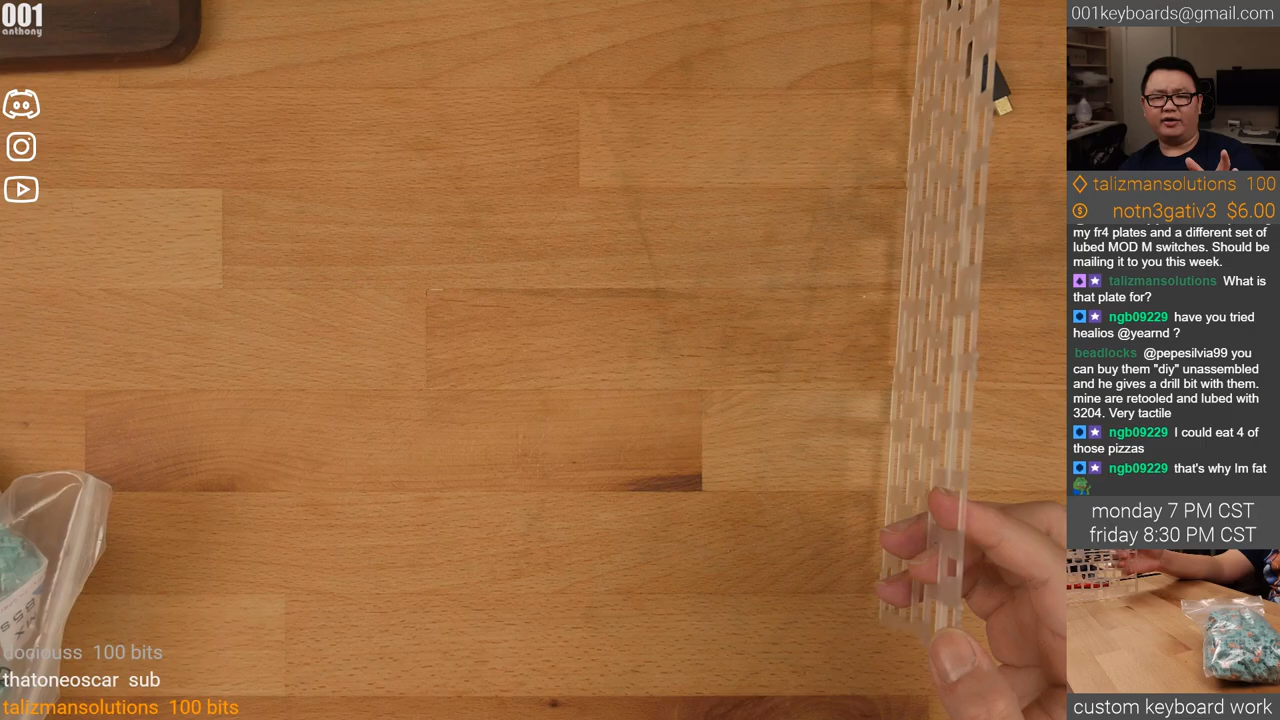 001
anthony
001keyboards@gmail.com
talizmansolutions 100
notn3gativ3 $6.00
my fr4 plates and a different set of
lubed MOD M switches. Should be
mailing it to you this week.
talizmansolutions What is
that plate for?
ngb09229 have you tried
healios @yearnd ?
beadlocks @pepesilvia99 you
can buy them "diy" unassembled
and he gives a drill bit with them.
mine are retooled and lubed with
3204. Very tactile
ngb09229 I could eat 4 of
those pizzas
ngb09229 that's why Im fat
monday 7 PM CST
friday 8:30 PM CST
dociouss 100 bits
thatoneoscar sub
talizmansolutions 100 bits
custom keyboard work